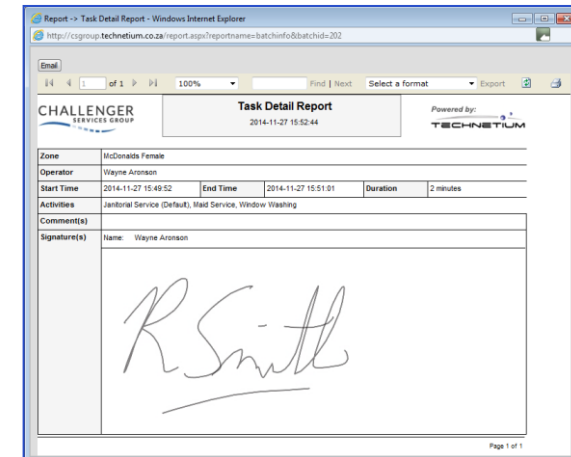 Report -> Task Detail Report - Windows Internet Explorer
http://csgroup.technetium.co.za/report.aspx?reportname=batchinfo&batchid=202
Email
1 of 1 100% Find | Next Select a format Export
CHALLENGER
SERVICES GROUP
Task Detail Report
2014-11-27 15:52:44
Powered by:
TECHNETIUM
Zone McDonalds Female
Operator Wayne Aronson
Start Time 2014-11-27 15:49:52 End Time 2014-11-27 15:51:01 Duration 2 minutes
Activities Janitorial Service (Default), Maid Service, Window Washing
Comment(s)
Signature(s) Name: Wayne Aronson
R Smith
Page 1 of 1